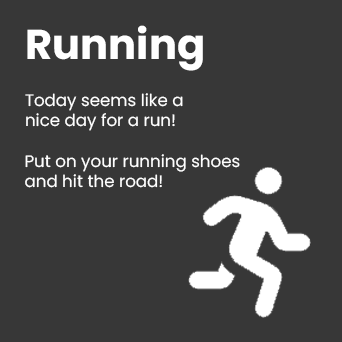 Running
Today seems like a
nice day for a run!
Put on your running shoes
and hit the road!